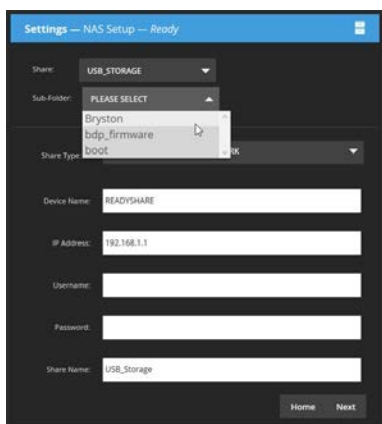 Settings — NAS Setup — Ready
Share: USB_STORAGE
Sub-Folder: PLEASE SELECT
Bryston
bdp_firmware
boot
Share Type: RK
Device Name: READYSHARE
IP Address: 192.168.1.1
Username:
Password:
Share Name: USB_Storage
Home Next